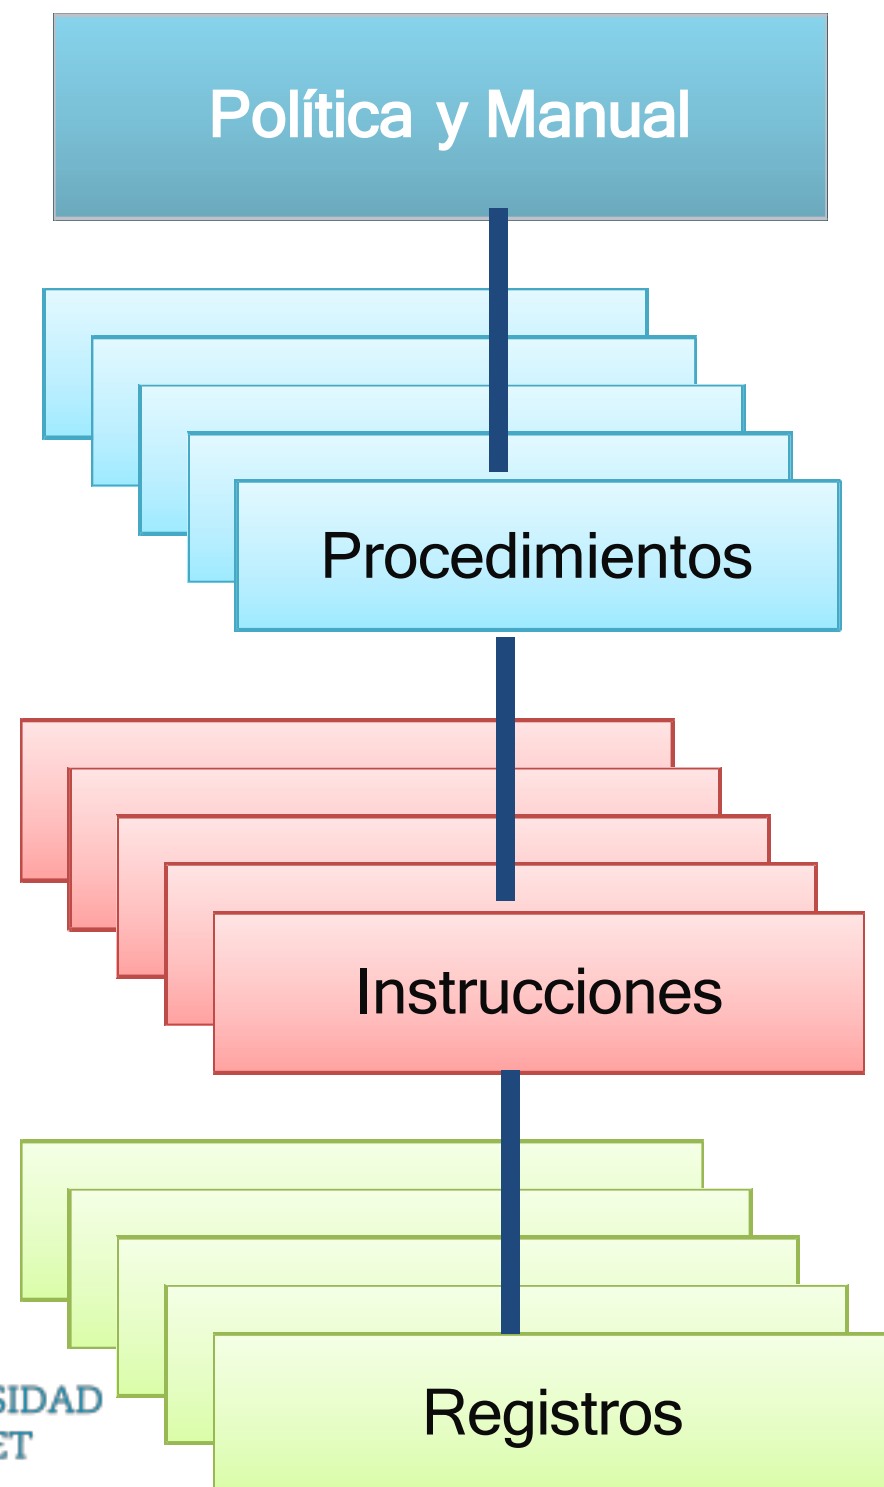 Política y Manual
Procedimientos
Instrucciones
Registros